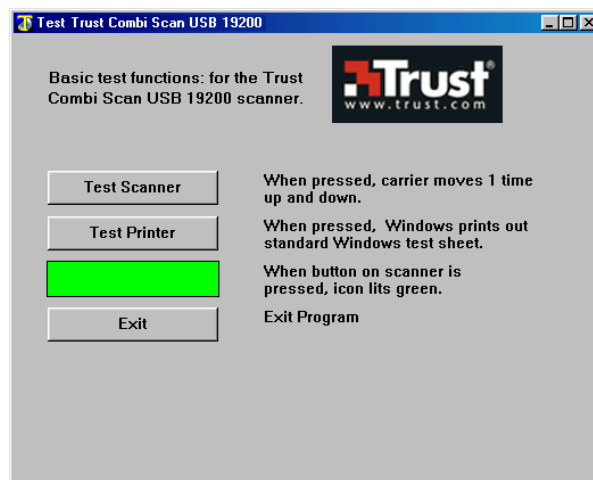 Test Trust Combi Scan USB 19200
Basic test functions: for the Trust
Combi Scan USB 19200 scanner.
Trust®
www.trust.com
Test Scanner
When pressed, carrier moves 1 time
up and down.
Test Printer
When pressed, Windows prints out
standard Windows test sheet.
When button on scanner is
pressed, icon lits green.
Exit
Exit Program